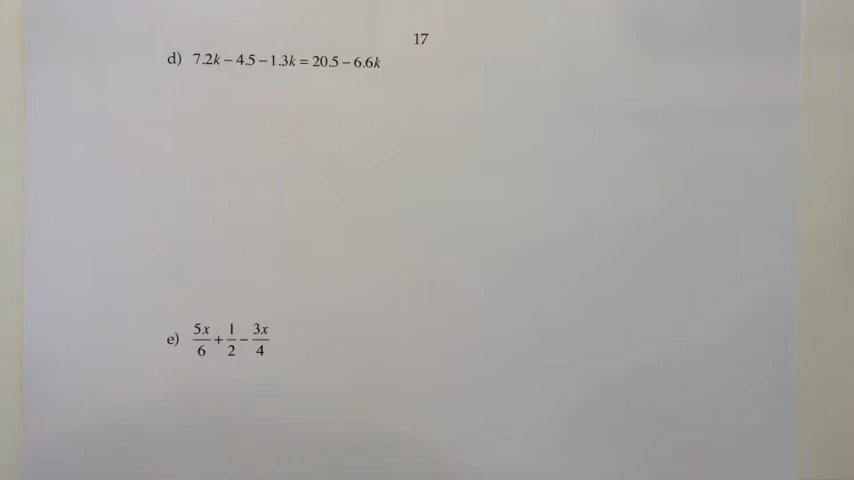 17
d) 7.2k − 4.5 − 1.3k = 20.5 − 6.6k
e) 5x/6 + 1/2 − 3x/4